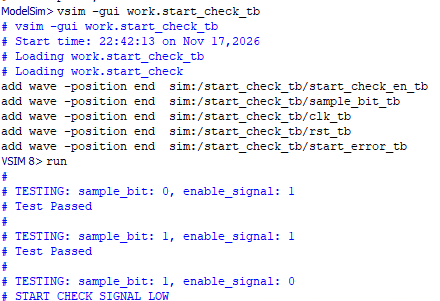 ModelSim> vsim -gui work.start_check_tb
# vsim -gui work.start_check_tb
# Start time: 22:42:13 on Nov 17,2026
# Loading work.start_check_tb
# Loading work.start_check
add wave -position end  sim:/start_check_tb/start_check_en_tb
add wave -position end  sim:/start_check_tb/sample_bit_tb
add wave -position end  sim:/start_check_tb/clk_tb
add wave -position end  sim:/start_check_tb/rst_tb
add wave -position end  sim:/start_check_tb/start_error_tb
VSIM 8> run
#
# TESTING: sample_bit: 0, enable_signal: 1
# Test Passed
#
# TESTING: sample_bit: 1, enable_signal: 1
# Test Passed
#
# TESTING: sample_bit: 1, enable_signal: 0
# START CHECK SIGNAL LOW